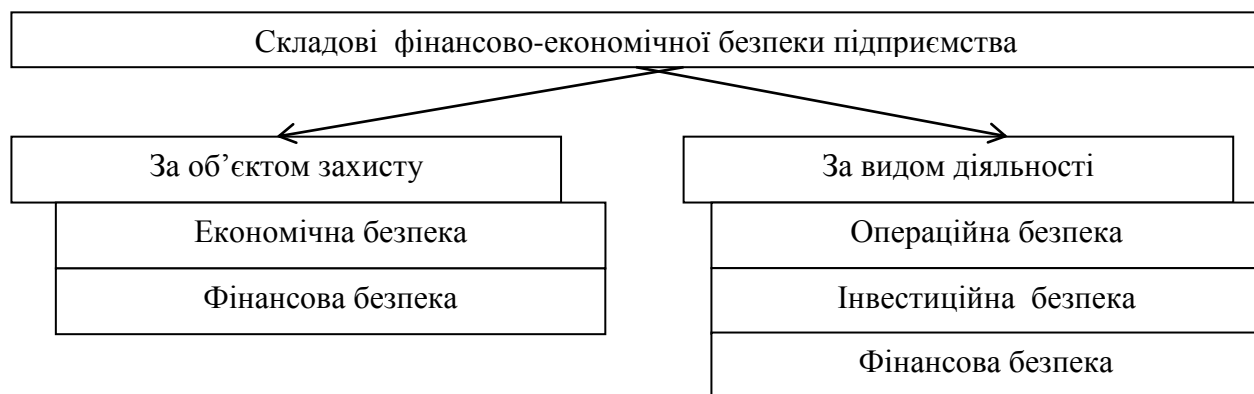 Складові фінансово-економічної безпеки підприємства
За об’єктом захисту
Економічна безпека
Фінансова безпека
За видом діяльності
Операційна безпека
Інвестиційна безпека
Фінансова безпека